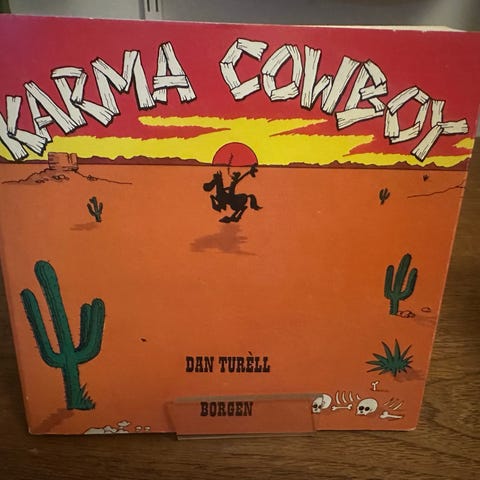 KARMA COWBOY
DAN TURÈLL
BORGEN